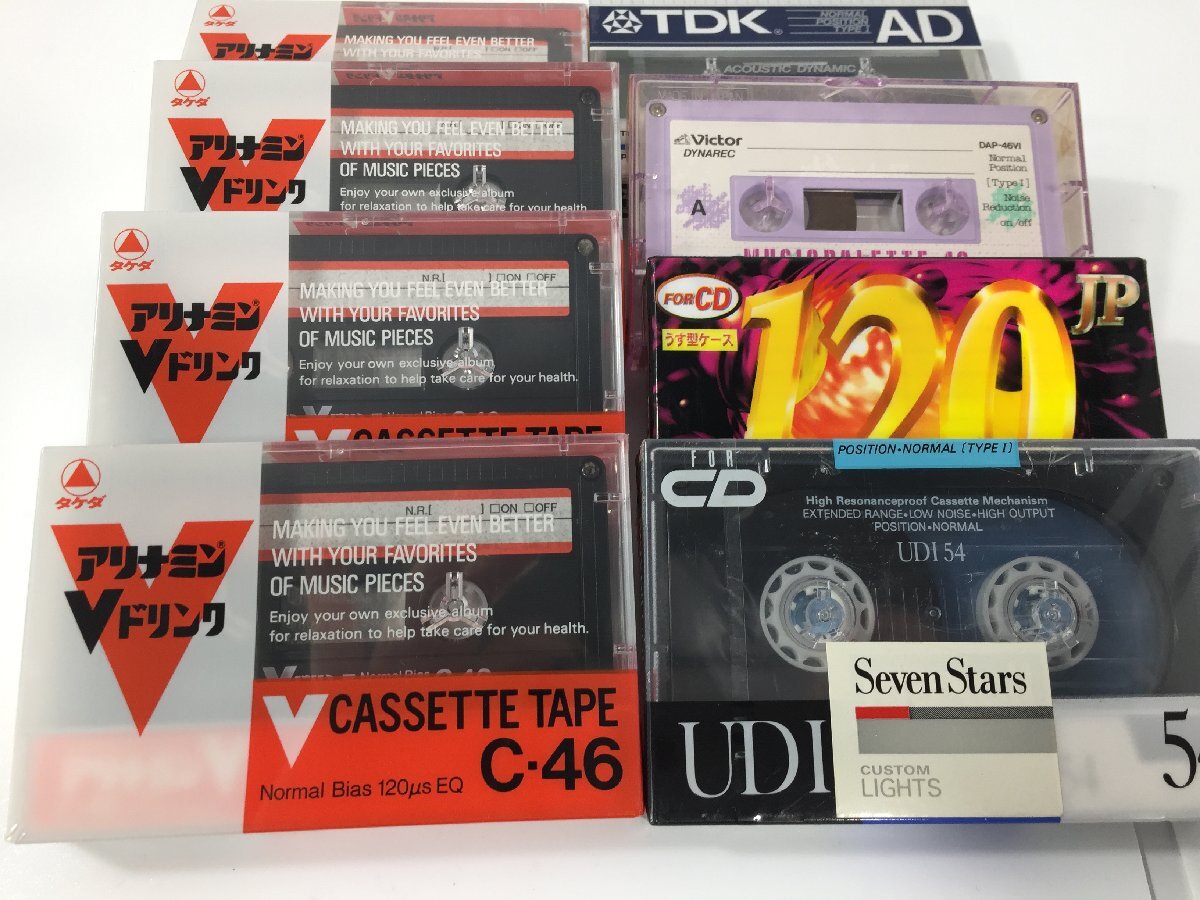 タケダ
アリナミン
MAKING YOU FEEL EVEN BETTER
WITH YOUR FAVORITES
タケダ
アリナミン
Vドリンク
MAKING YOU FEEL EVEN BETTER
WITH YOUR FAVORITES
OF MUSIC PIECES
Enjoy your own exclusive album
for relaxation to help take care for your health
タケダ
アリナミン®
Vドリンク
N.R.[ ] □ON □OFF
MAKING YOU FEEL EVEN BETTER
WITH YOUR FAVORITES
OF MUSIC PIECES
Enjoy your own exclusive album
for relaxation to help take care for your health.
V CASSETTE TAPE
タケダ
アリナミン®
Vドリンク
N.R.[ ] □ON □OFF
MAKING YOU FEEL EVEN BETTER
WITH YOUR FAVORITES
OF MUSIC PIECES
Enjoy your own exclusive album
for relaxation to help take care for your health.
V CASSETTE TAPE
C·46
Normal Bias 120μs EQ
TDK®
NORMAL
POSITION
TYPE I
AD
ACOUSTIC DYNAMIC
Victor
DYNAREC
DAP-46VI
Normal
Position
[Type I]
Noise
Reduction
on/off
A
FOR CD
うす型ケース
120
JP
POSITION•NORMAL [TYPE I]
FOR
CD
High Resonanceproof Cassette Mechanism
EXTENDED RANGE•LOW NOISE•HIGH OUTPUT
POSITION•NORMAL
UDI 54
Seven Stars
CUSTOM
LIGHTS
UDI